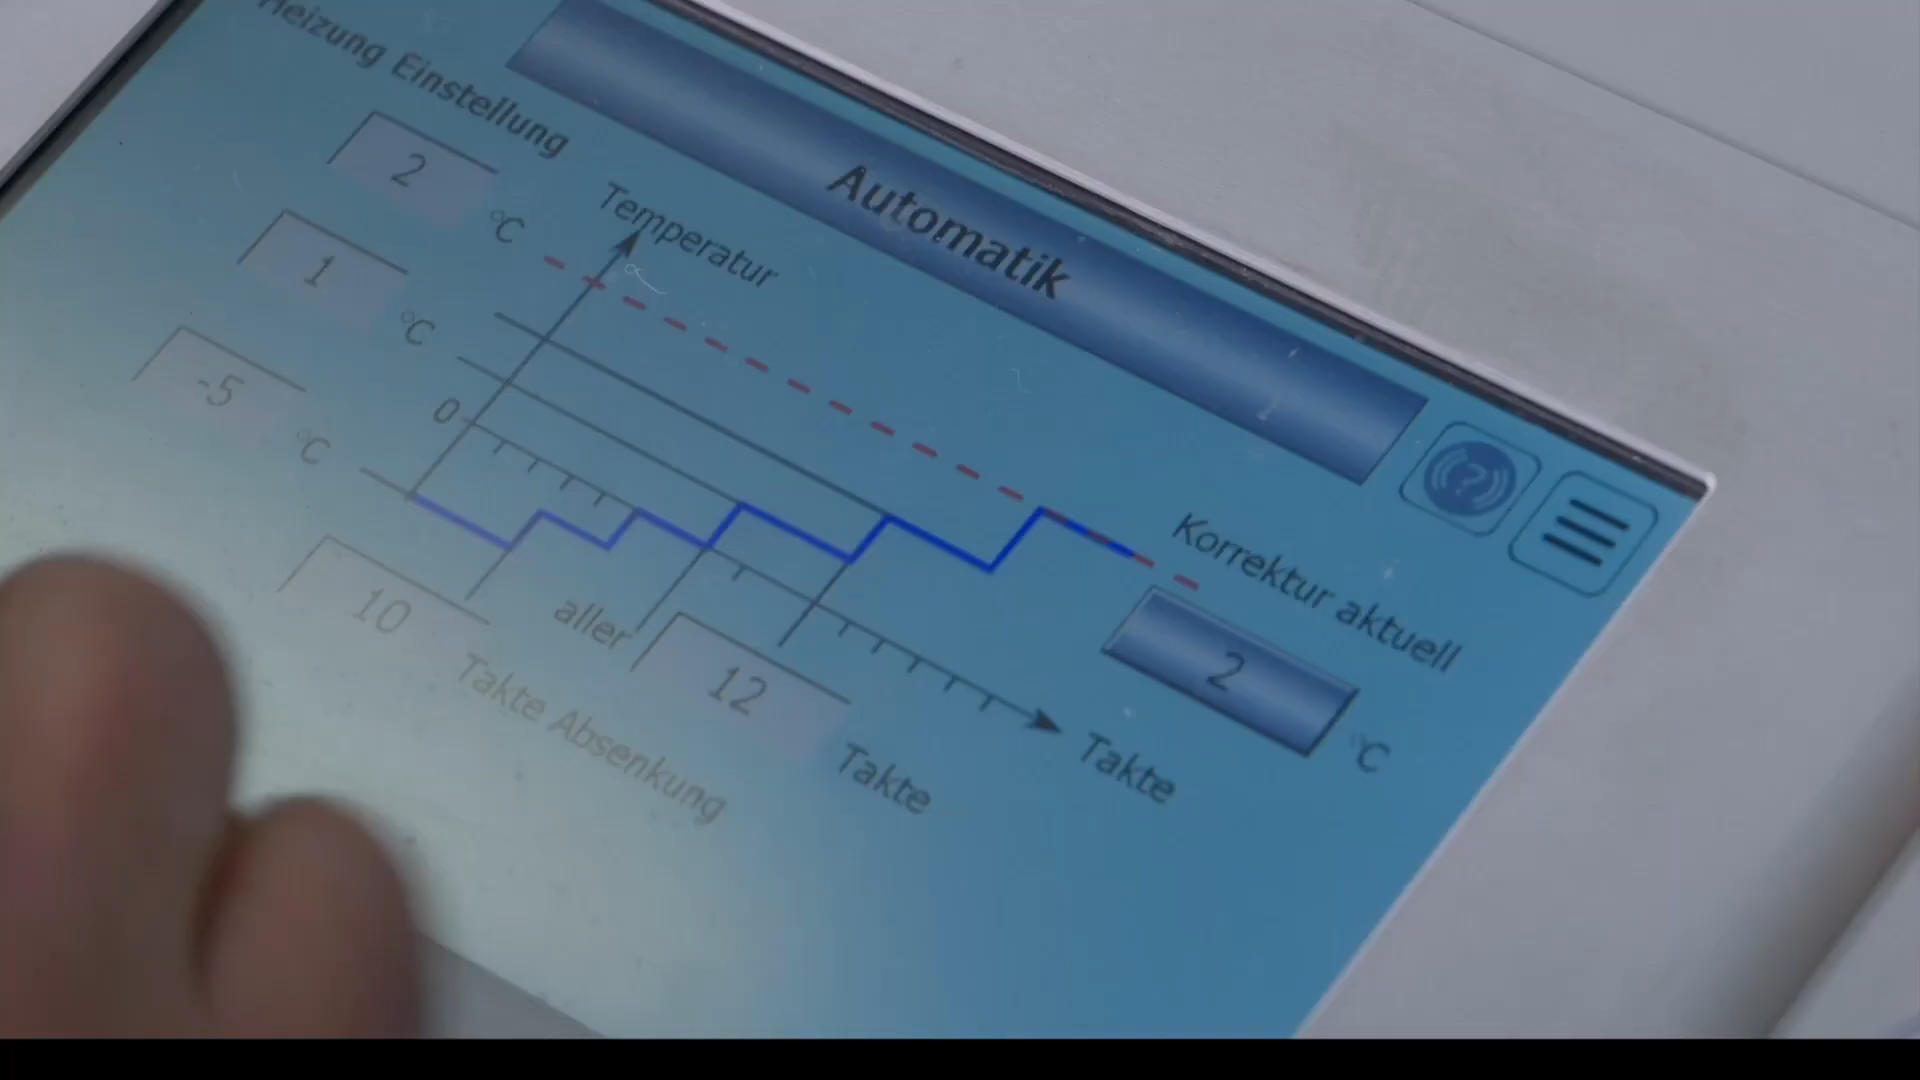 Heizung Einstellung
Automatik
?
2 °C
1 °C
-5 °C
Temperatur
0
Korrektur aktuell
2 °C
10
Takte Absenkung
aller
12
Takte
Takte